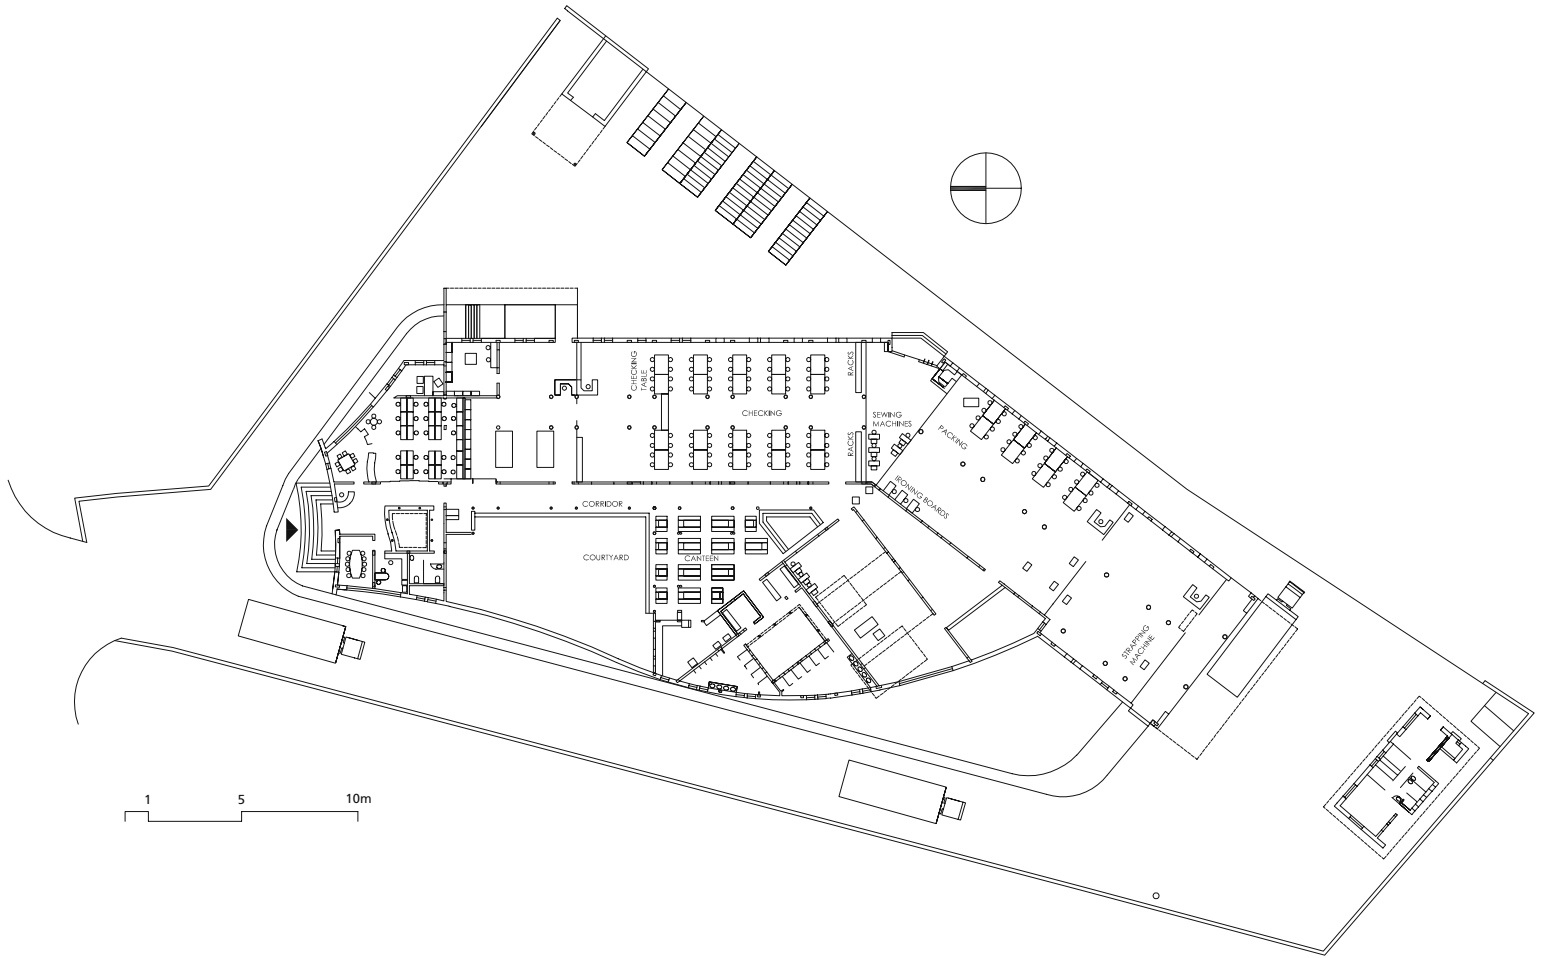 CHECKING
TABLE
RACKS
CHECKING
SEWING
MACHINES
PACKING
RACKS
IRONING BOARDS
CORRIDOR
COURTYARD
CANTEEN
STRAPPING
MACHINE
1 5 10m